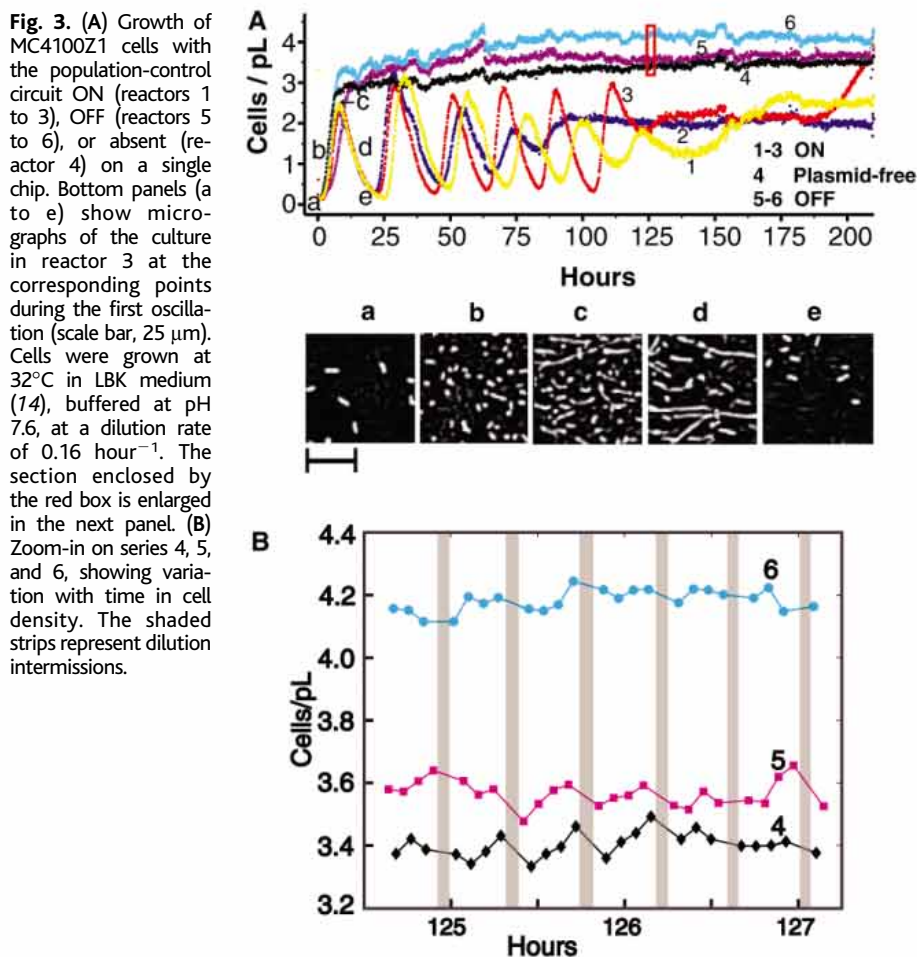 Fig. 3. (A) Growth of
MC4100Z1 cells with
the population-control
circuit ON (reactors 1
to 3), OFF (reactors 5
to 6), or absent (re-
actor 4) on a single
chip. Bottom panels (a
to e) show micro-
graphs of the culture
in reactor 3 at the
corresponding points
during the first oscilla-
tion (scale bar, 25 μm).
Cells were grown at
32°C in LBK medium
(14), buffered at pH
7.6, at a dilution rate
of 0.16 hour⁻¹. The
section enclosed by
the red box is enlarged
in the next panel. (B)
Zoom-in on series 4, 5,
and 6, showing varia-
tion with time in cell
density. The shaded
strips represent dilution
intermissions.
A
Cells / pL
4
3
2
1
0
a
b
c
d
e
6
5
4
3
2
1
1-3 ON
4 Plasmid-free
5-6 OFF
0 25 50 75 100 125 150 175 200
Hours
a b c d e
B
Cells/pL
4.4
4.2
4.0
3.8
3.6
3.4
3.2
6
5
4
125 126 127
Hours